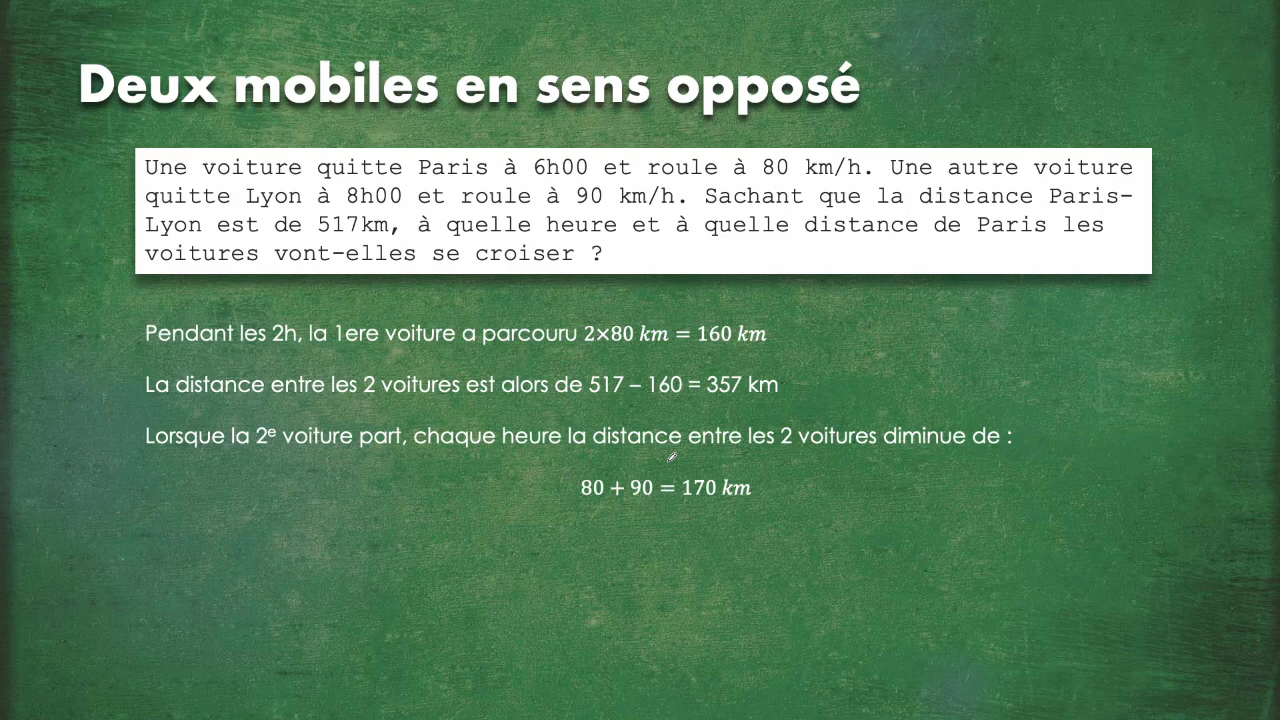 Deux mobiles en sens opposé
Une voiture quitte Paris à 6h00 et roule à 80 km/h. Une autre voiture
quitte Lyon à 8h00 et roule à 90 km/h. Sachant que la distance Paris-
Lyon est de 517km, à quelle heure et à quelle distance de Paris les
voitures vont-elles se croiser ?
Pendant les 2h, la 1ere voiture a parcouru 2×80 km = 160 km
La distance entre les 2 voitures est alors de 517 – 160 = 357 km
Lorsque la 2ᵉ voiture part, chaque heure la distance entre les 2 voitures diminue de :
80 + 90 = 170 km